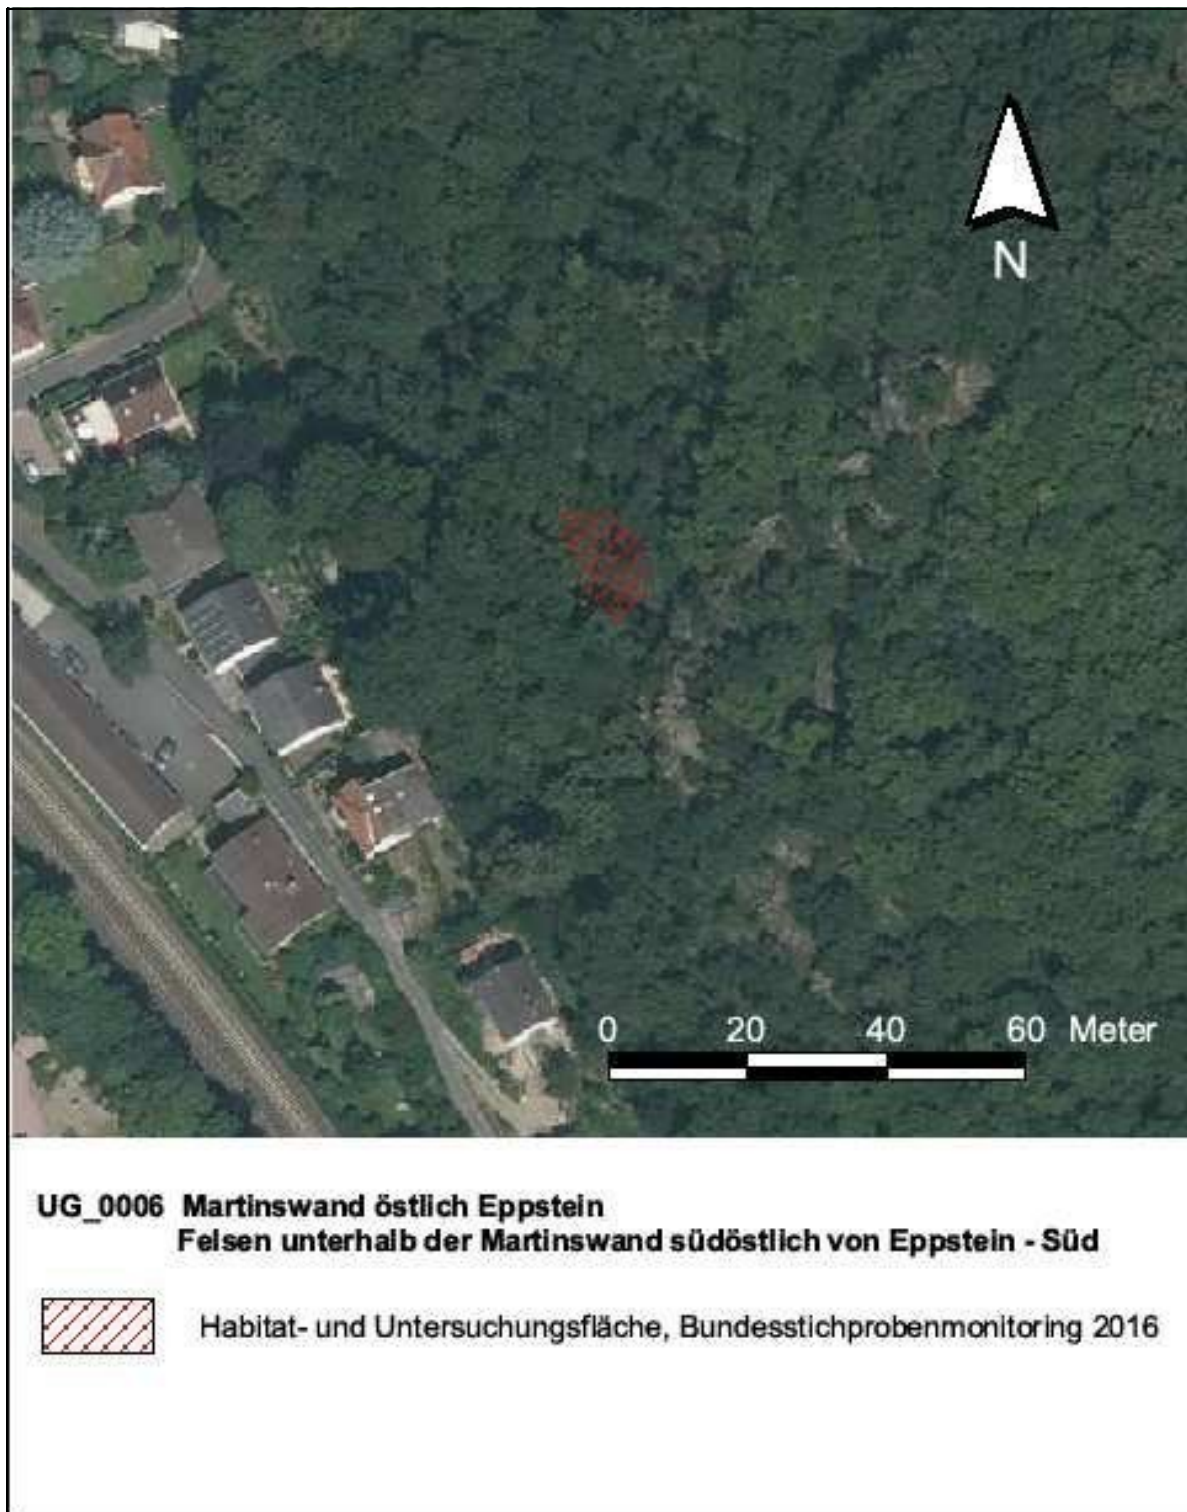 N
0 20 40 60 Meter
UG_0006 Martinswand östlich Eppstein
Felsen unterhalb der Martinswand südöstlich von Eppstein - Süd
Habitat- und Untersuchungsfläche, Bundesstichprobenmonitoring 2016